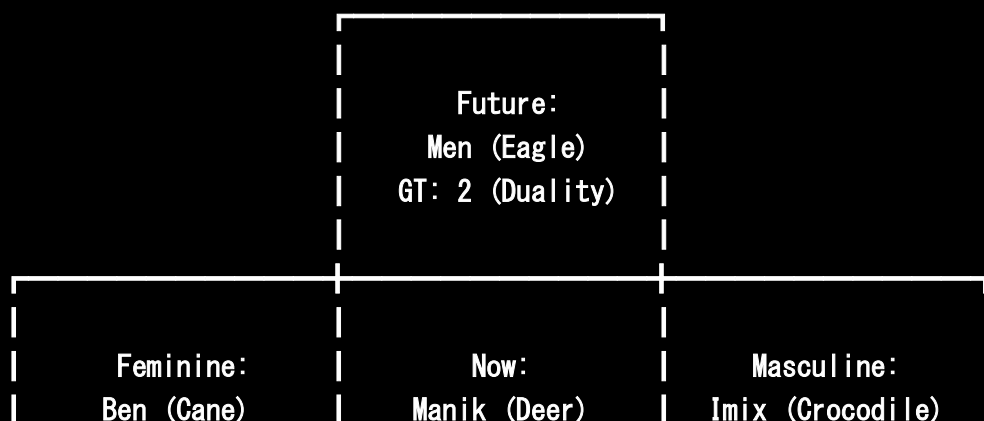 Future:
Men (Eagle)
GT: 2 (Duality)
Feminine: Now: Masculine:
Ben (Cane) Manik (Deer) Imix (Crocodile)